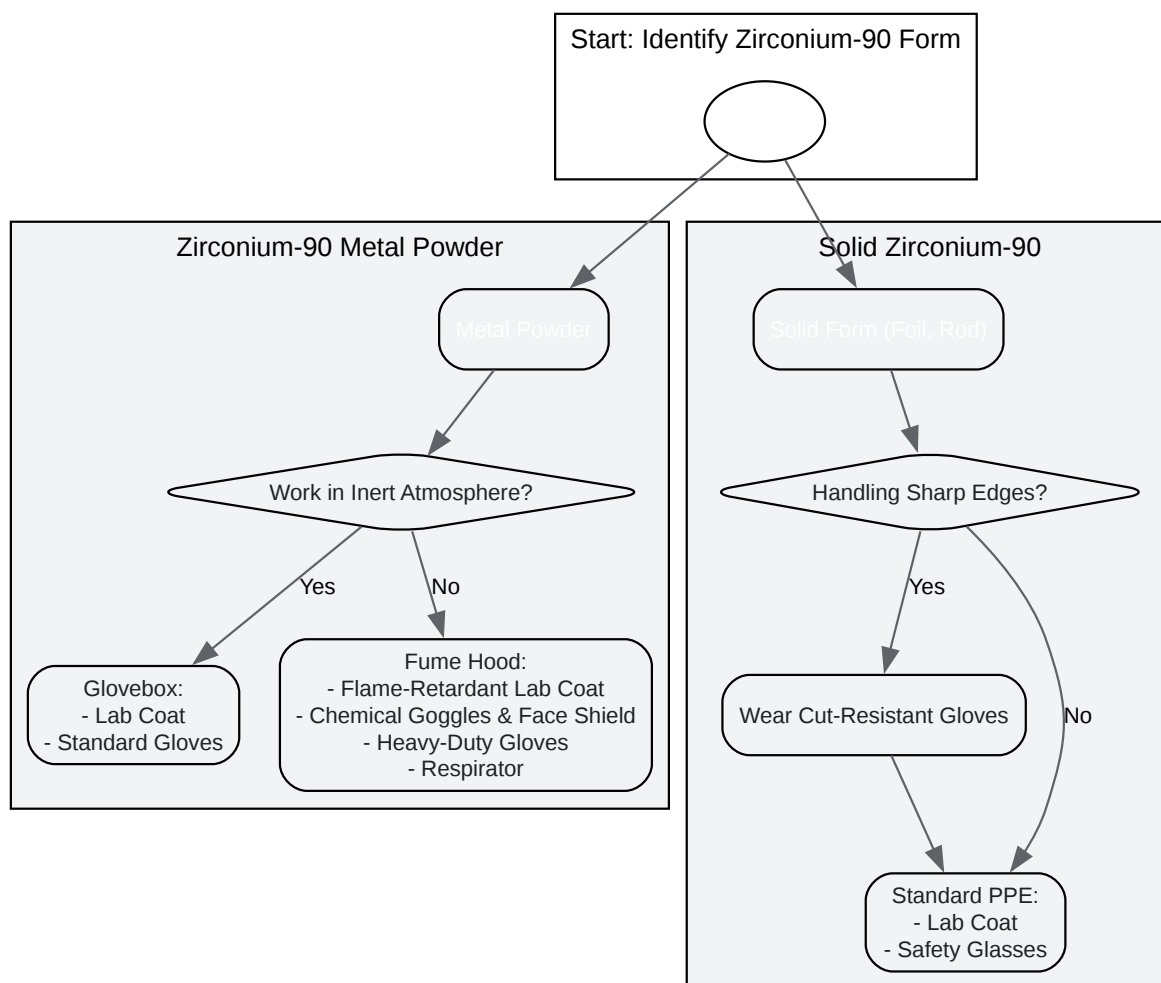 Start: Identify Zirconium-90 Form
Zirconium-90 Metal Powder
Metal Powder
Work in Inert Atmosphere?
Yes
No
Glovebox:
- Lab Coat
- Standard Gloves
Fume Hood:
- Flame-Retardant Lab Coat
- Chemical Goggles & Face Shield
- Heavy-Duty Gloves
- Respirator
Solid Zirconium-90
Solid Form (Foil, Rod)
Handling Sharp Edges?
Yes
No
Wear Cut-Resistant Gloves
Standard PPE:
- Lab Coat
- Safety Glasses